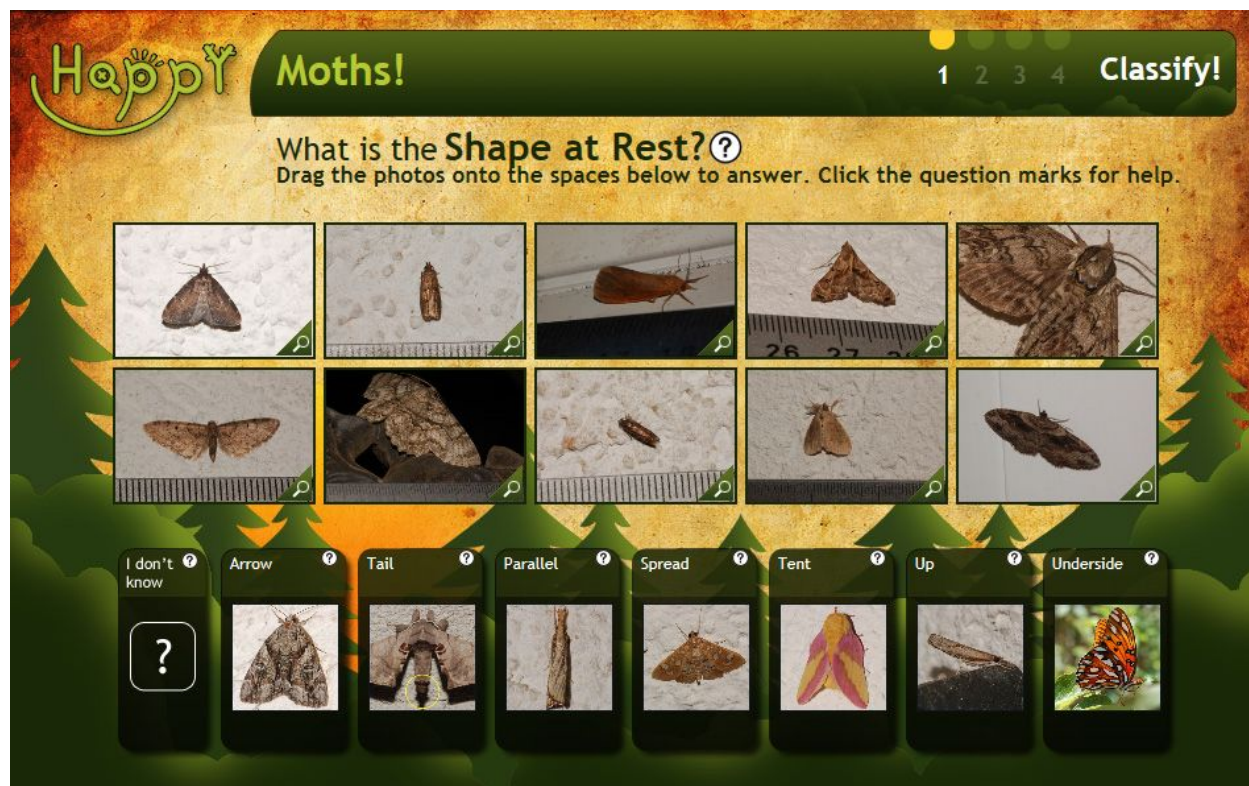 Happy
Moths!
1 2 3 4 Classify!
What is the Shape at Rest? ?
Drag the photos onto the spaces below to answer. Click the question marks for help.
26 27
I don't know ?
?
Arrow ?
Tail ?
Parallel ?
Spread ?
Tent ?
Up ?
Underside ?